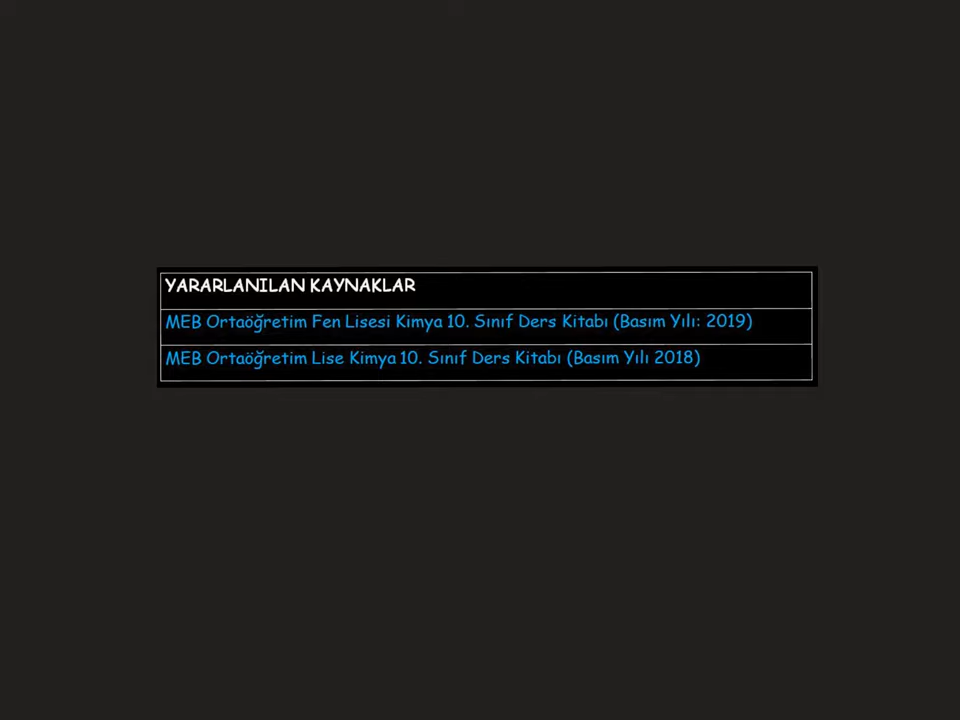 YARARLANILAN KAYNAKLAR
MEB Ortaöğretim Fen Lisesi Kimya 10. Sınıf Ders Kitabı (Basım Yılı: 2019)
MEB Ortaöğretim Lise Kimya 10. Sınıf Ders Kitabı (Basım Yılı 2018)